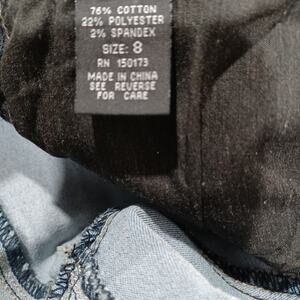 76% COTTON
22% POLYESTER
2% SPANDEX
SIZE: 8
RN 150173
MADE IN CHINA
SEE REVERSE
FOR CARE